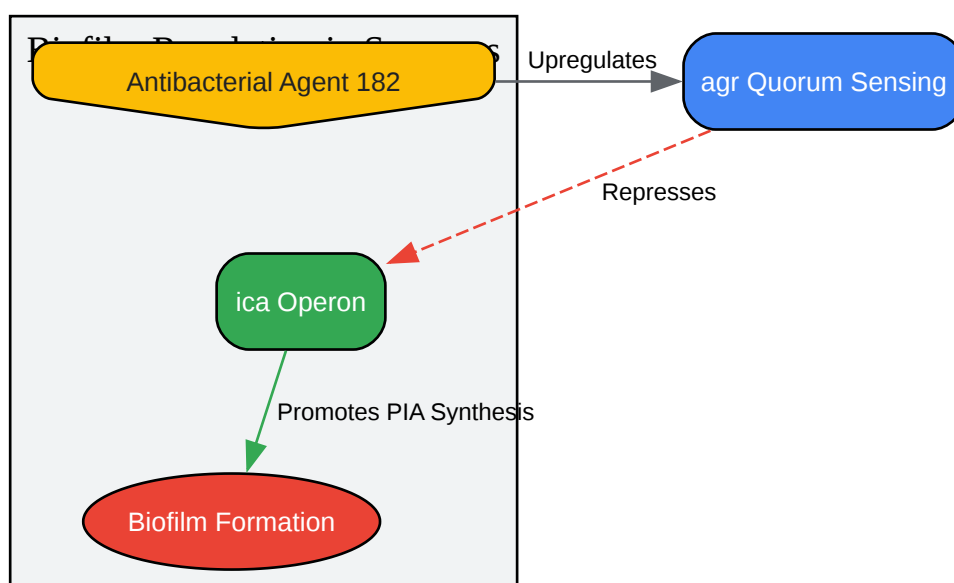 Antibacterial Agent 182
Upregulates
agr Quorum Sensing
Represses
ica Operon
Promotes PIA Synthesis
Biofilm Formation